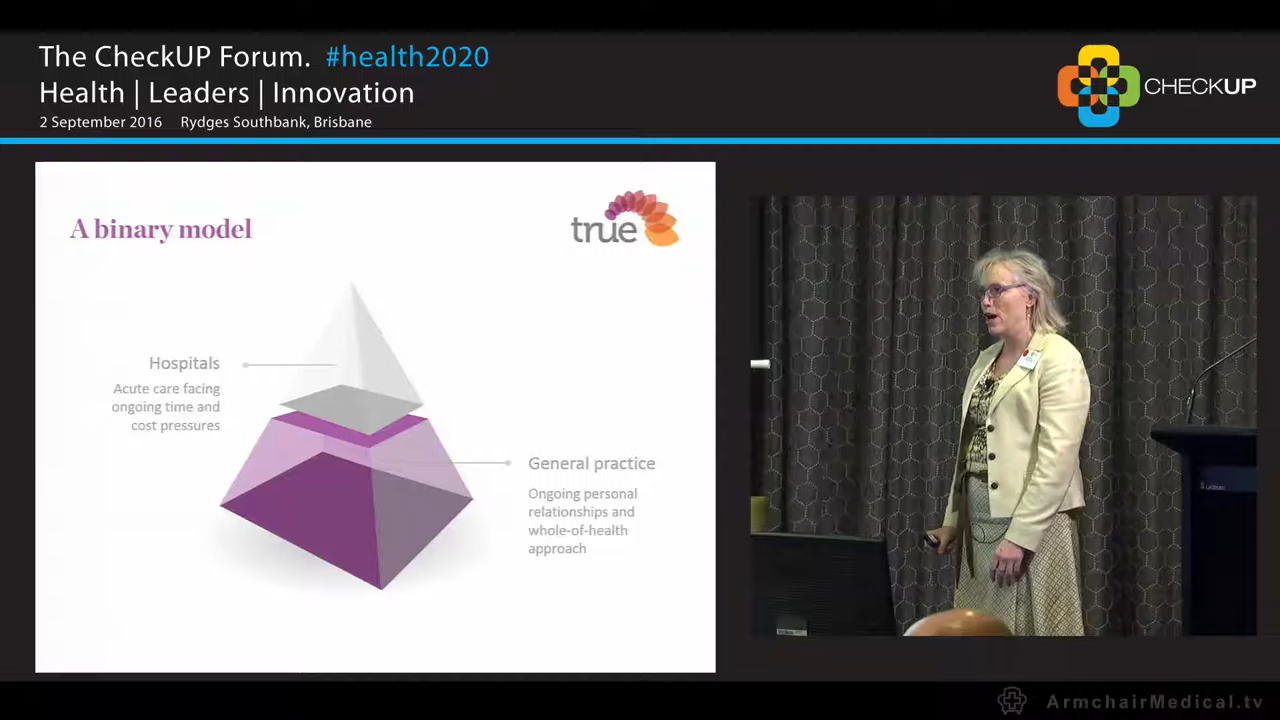 The CheckUP Forum. #health2020
Health | Leaders | Innovation
2 September 2016 Rydges Southbank, Brisbane
CHECKUP
A binary model
true
Hospitals
Acute care facing
ongoing time and
cost pressures
General practice
Ongoing personal
relationships and
whole-of-health
approach
ArmchairMedical.tv